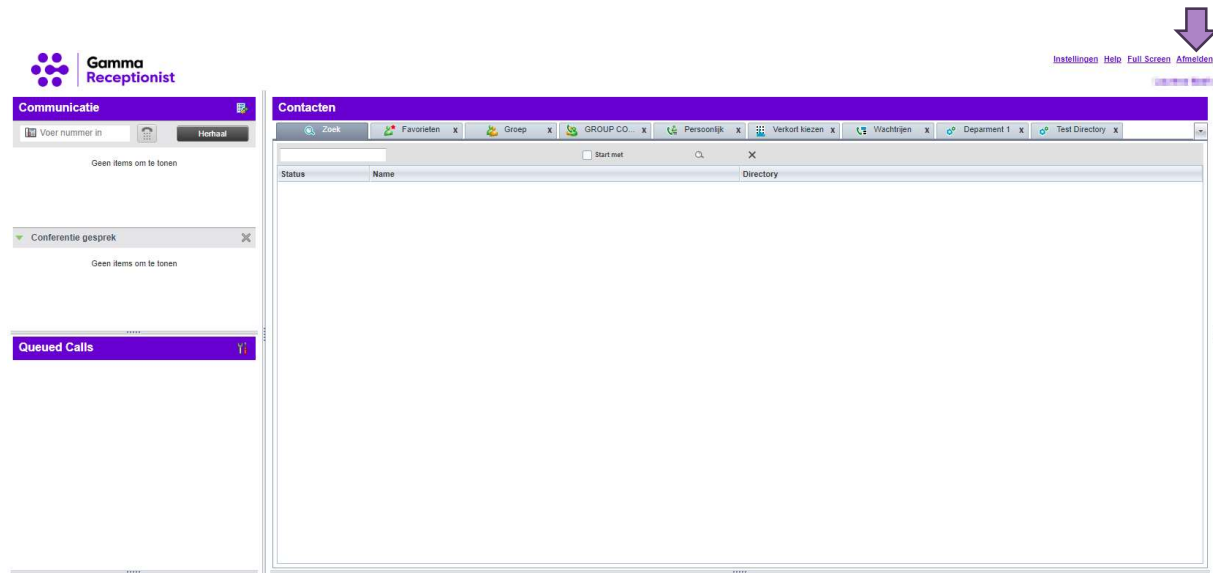 Gamma
Receptionist
Instellingen Help Full Screen Afmelden
Communicatie
Voer nummer in Herhaal
Geen items om te tonen
Conferentie gesprek
Geen items om te tonen
Queued Calls
Contacten
Zoek Favorieten x Groep x GROUP CO... x Persoonlijk x Verkort kiezen x Wachtrijen x Deparment 1 x Test Directory x
Start met
Status Name Directory